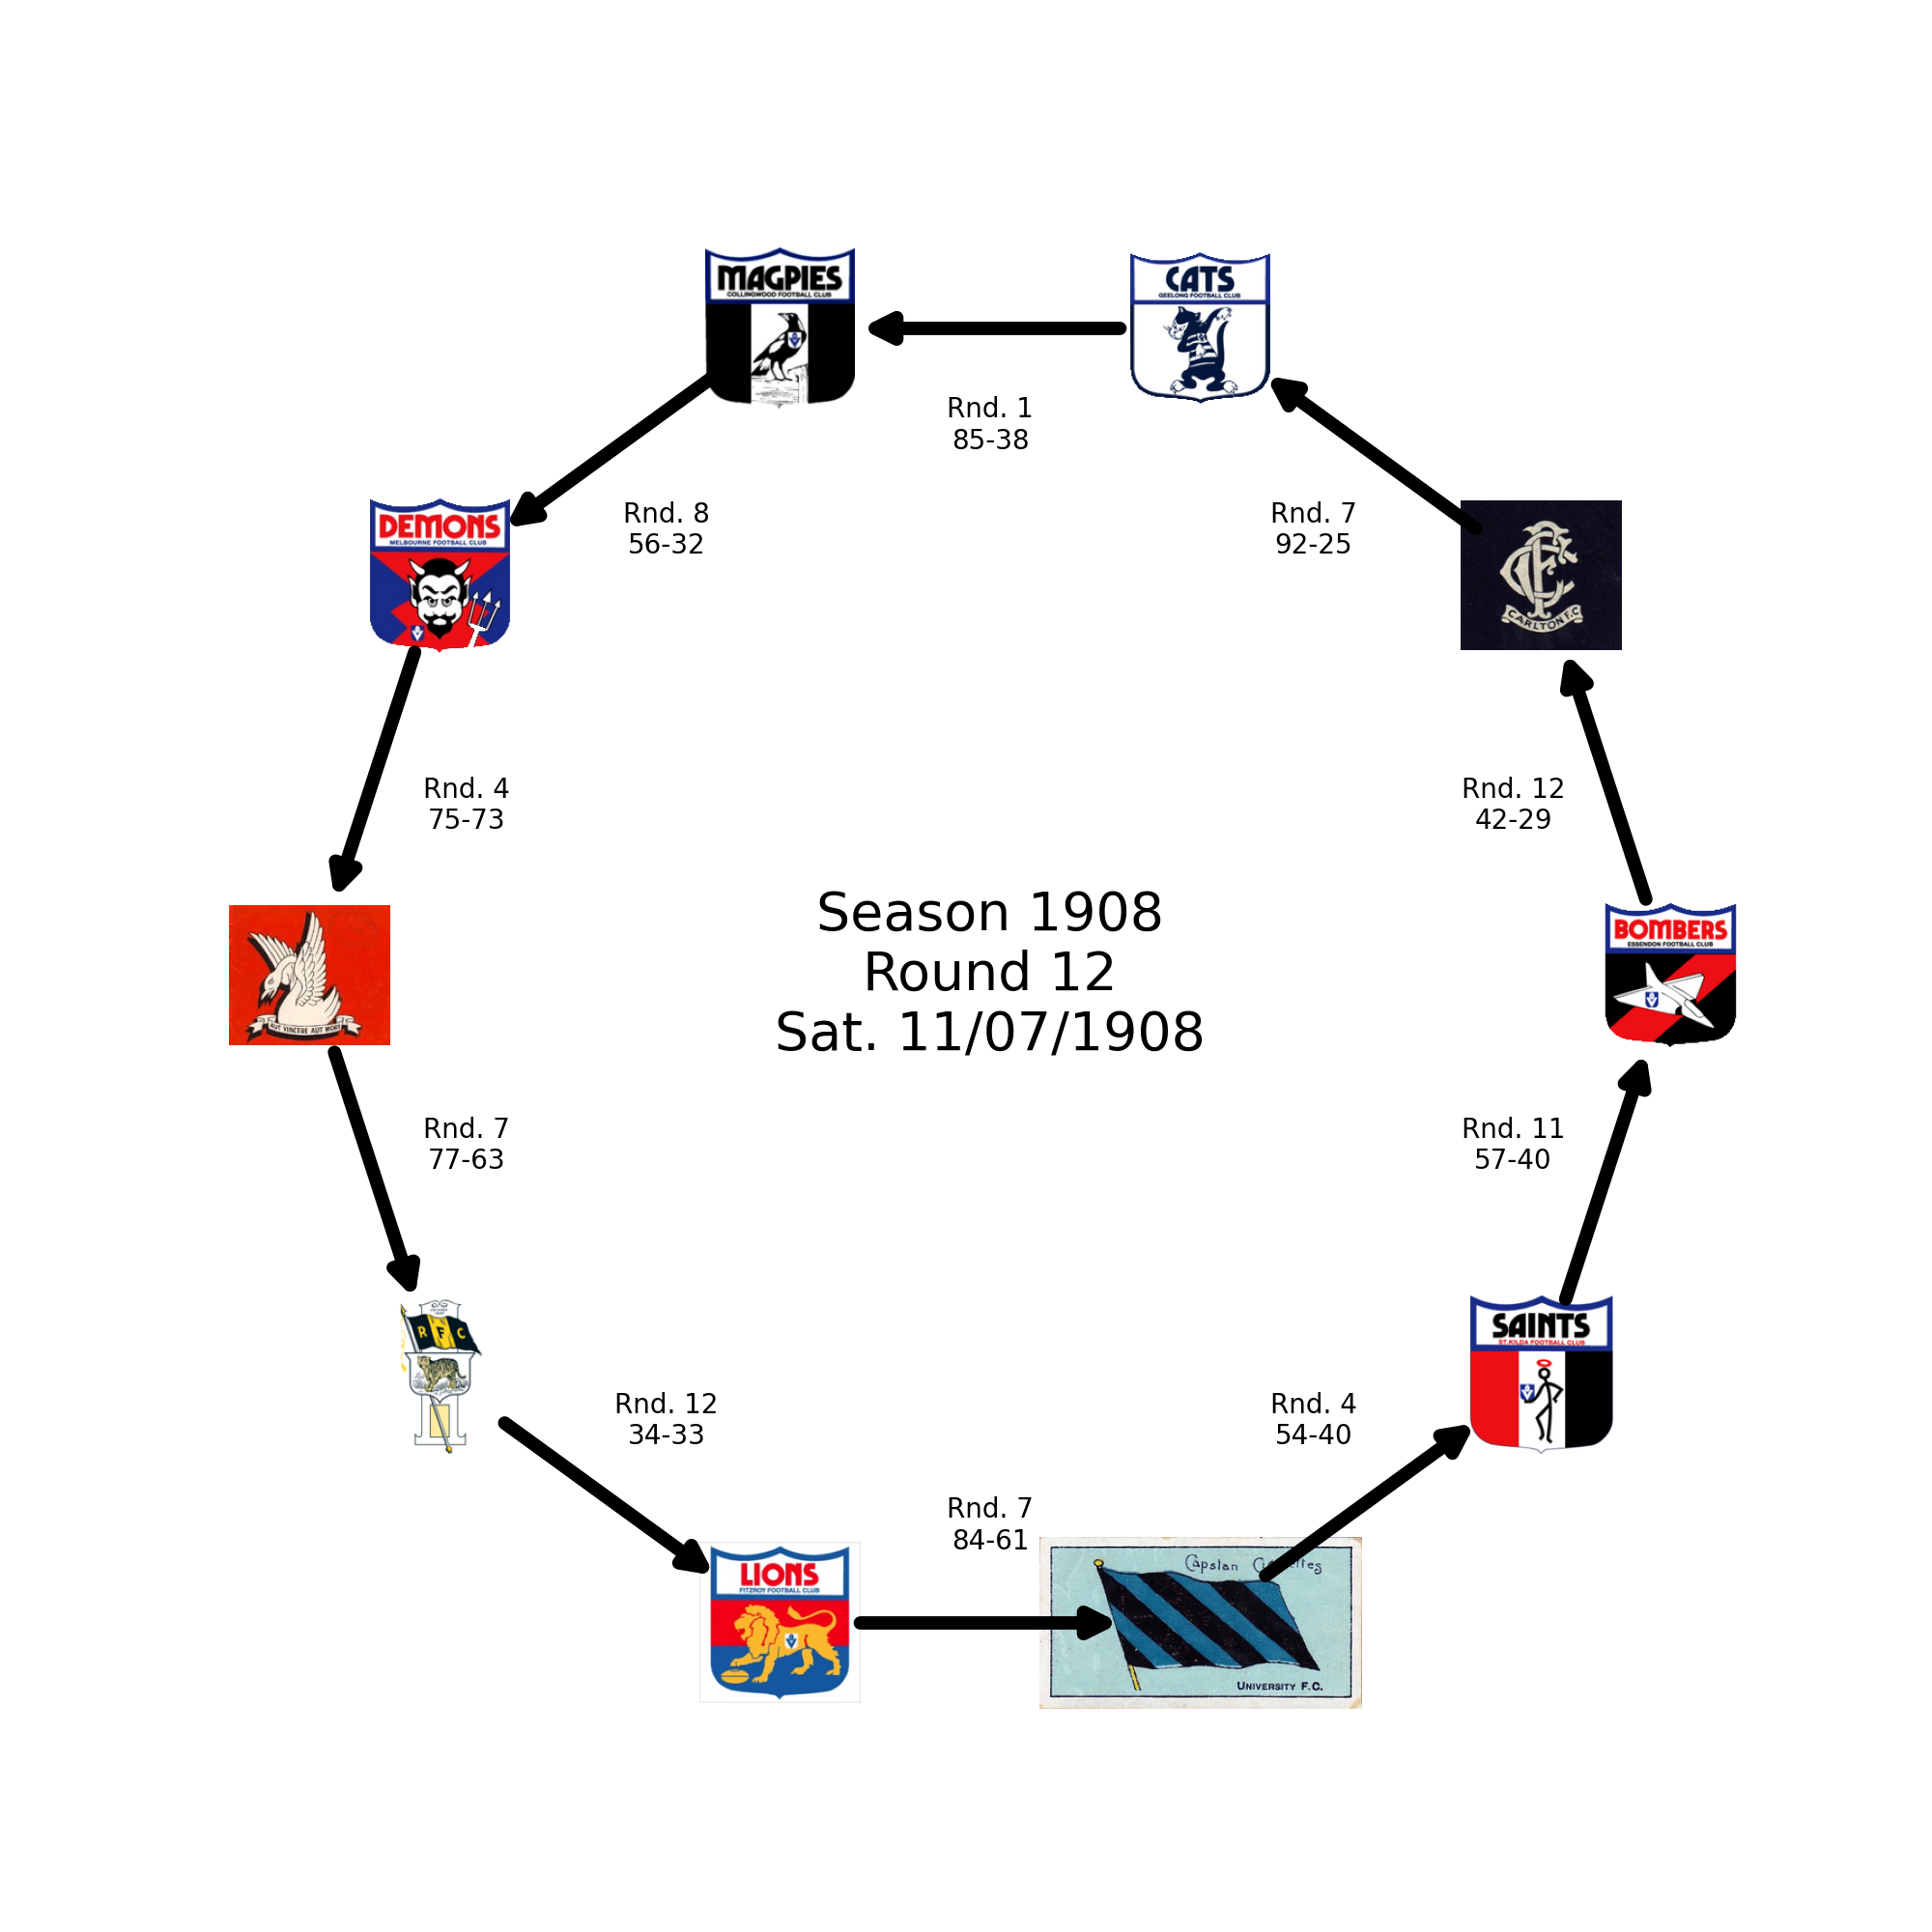 MAGPIES
COLLINGWOOD FOOTBALL CLUB
CATS
GEELONG FOOTBALL CLUB
Rnd. 1
85-38
Rnd. 8
56-32
Rnd. 7
92-25
DEMONS
MELBOURNE FOOTBALL CLUB
CARLTON F.C
Rnd. 4
75-73
Rnd. 12
42-29
Season 1908
Round 12
Sat. 11/07/1908
BOMBERS
ESSENDON FOOTBALL CLUB
AUT VINCERE AUT MORI
Rnd. 7
77-63
Rnd. 11
57-40
R F C
SAINTS
ST.KILDA FOOTBALL CLUB
Rnd. 12
34-33
Rnd. 4
54-40
Rnd. 7
84-61
LIONS
FITZROY FOOTBALL CLUB
Capstan
UNIVERSITY F.C.